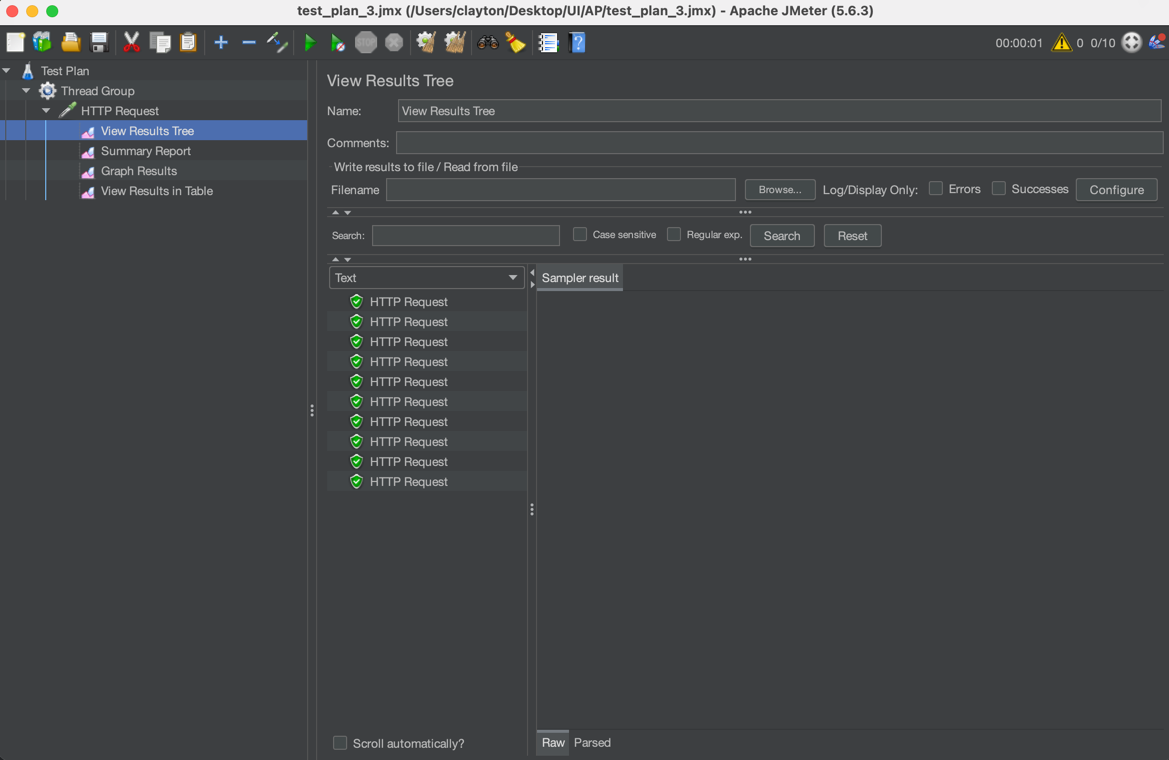 test_plan_3.jmx (/Users/clayton/Desktop/UI/AP/test_plan_3.jmx) - Apache JMeter (5.6.3)
STOP
?
00:00:01 0 0/10
Test Plan
Thread Group
HTTP Request
View Results Tree
Summary Report
Graph Results
View Results in Table
View Results Tree
Name: View Results Tree
Comments:
Write results to file / Read from file
Filename Browse... Log/Display Only: Errors Successes Configure
Search: Case sensitive Regular exp. Search Reset
Text
Sampler result
HTTP Request
HTTP Request
HTTP Request
HTTP Request
HTTP Request
HTTP Request
HTTP Request
HTTP Request
HTTP Request
HTTP Request
Scroll automatically?
Raw Parsed